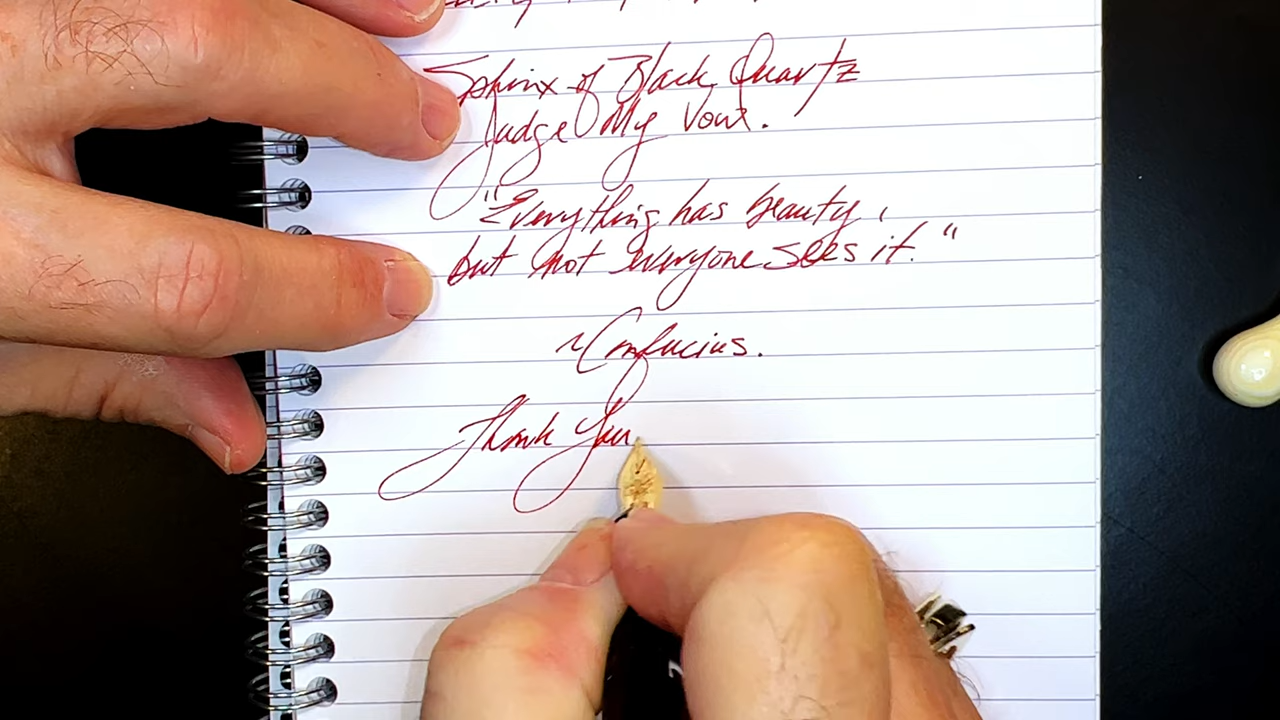 Sphinx of Black Quartz
Judge My Vow.
"Everything has beauty,
but not everyone sees it."
~Confucius.
Thank You